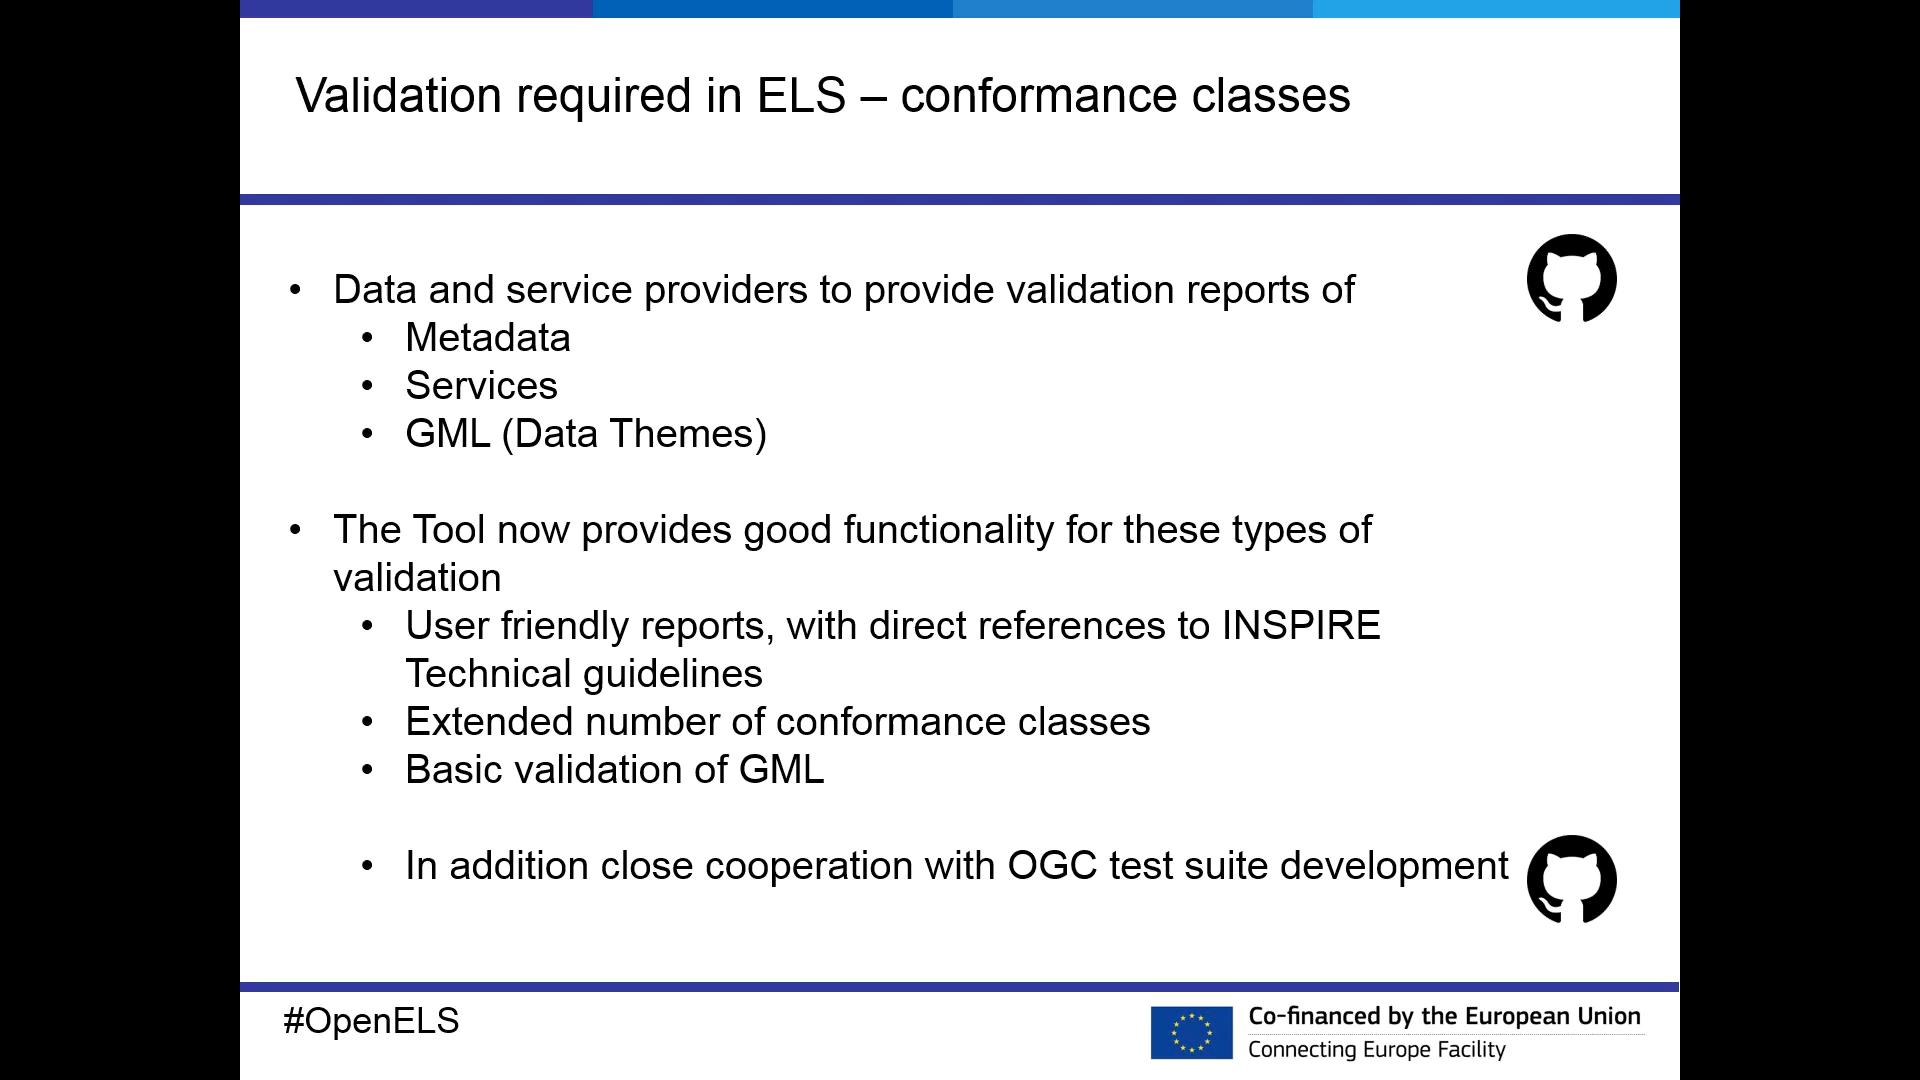 Validation required in ELS – conformance classes
• Data and service providers to provide validation reports of
• Metadata
• Services
• GML (Data Themes)
• The Tool now provides good functionality for these types of
validation
• User friendly reports, with direct references to INSPIRE
Technical guidelines
• Extended number of conformance classes
• Basic validation of GML
• In addition close cooperation with OGC test suite development
#OpenELS
Co-financed by the European Union
Connecting Europe Facility